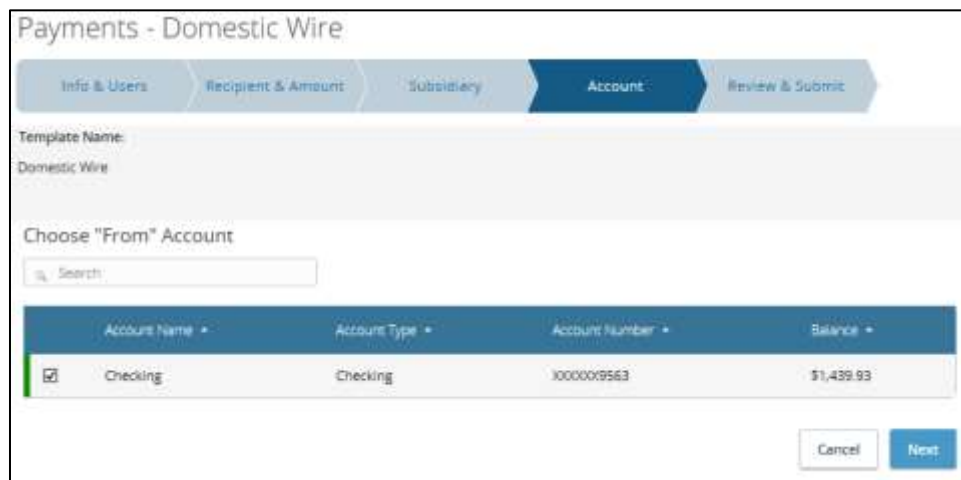 Payments - Domestic Wire
Info & Users Recipient & Amount Subsidiary Account Review & Submit
Template Name:
Domestic Wire
Choose "From" Account
Search
Account Name Account Type Account Number Balance
Checking Checking XXXXXX9563 $1,439.93
Cancel Next